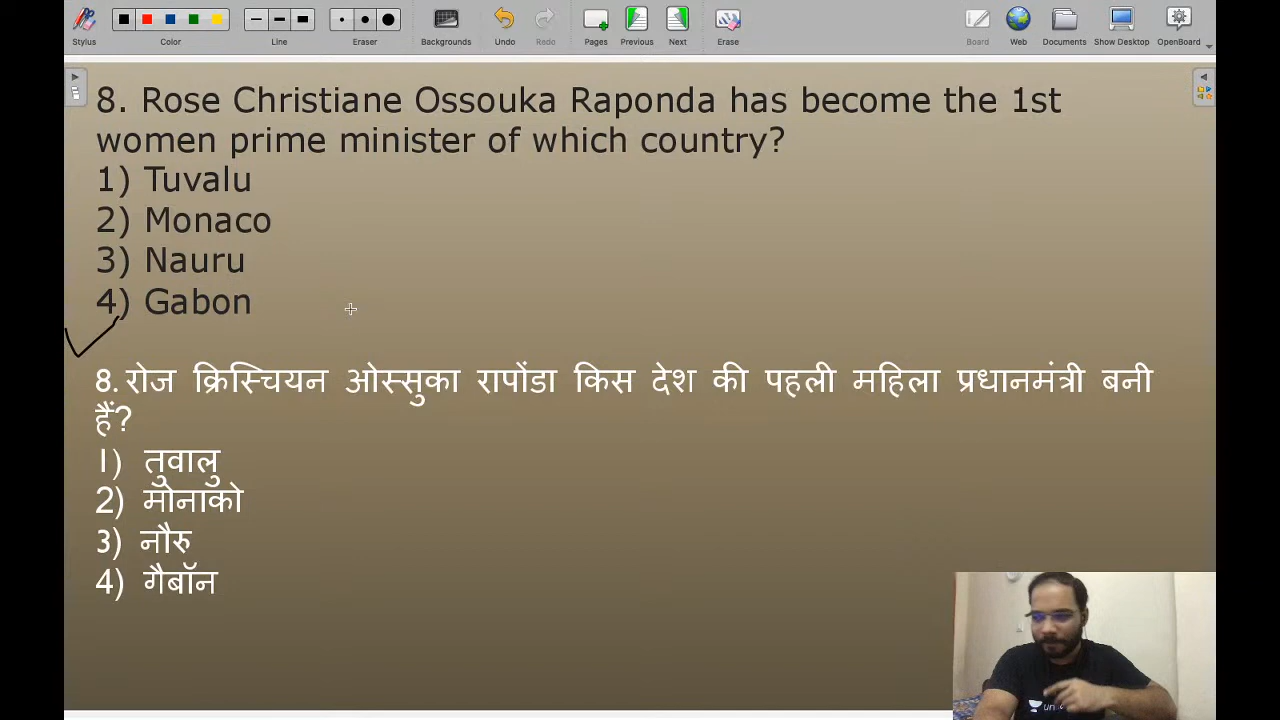 Stylus Color Line Eraser Backgrounds Undo Redo Pages Previous Next Erase Board Web Documents Show Desktop OpenBoard
8. Rose Christiane Ossouka Raponda has become the 1st
women prime minister of which country?
1) Tuvalu
2) Monaco
3) Nauru
4) Gabon
8. रोज क्रिस्चियन ओस्सुका रापोंडा किस देश की पहली महिला प्रधानमंत्री बनी
हैं?
1) तुवालु
2) मोनाको
3) नौरु
4) गैबॉन